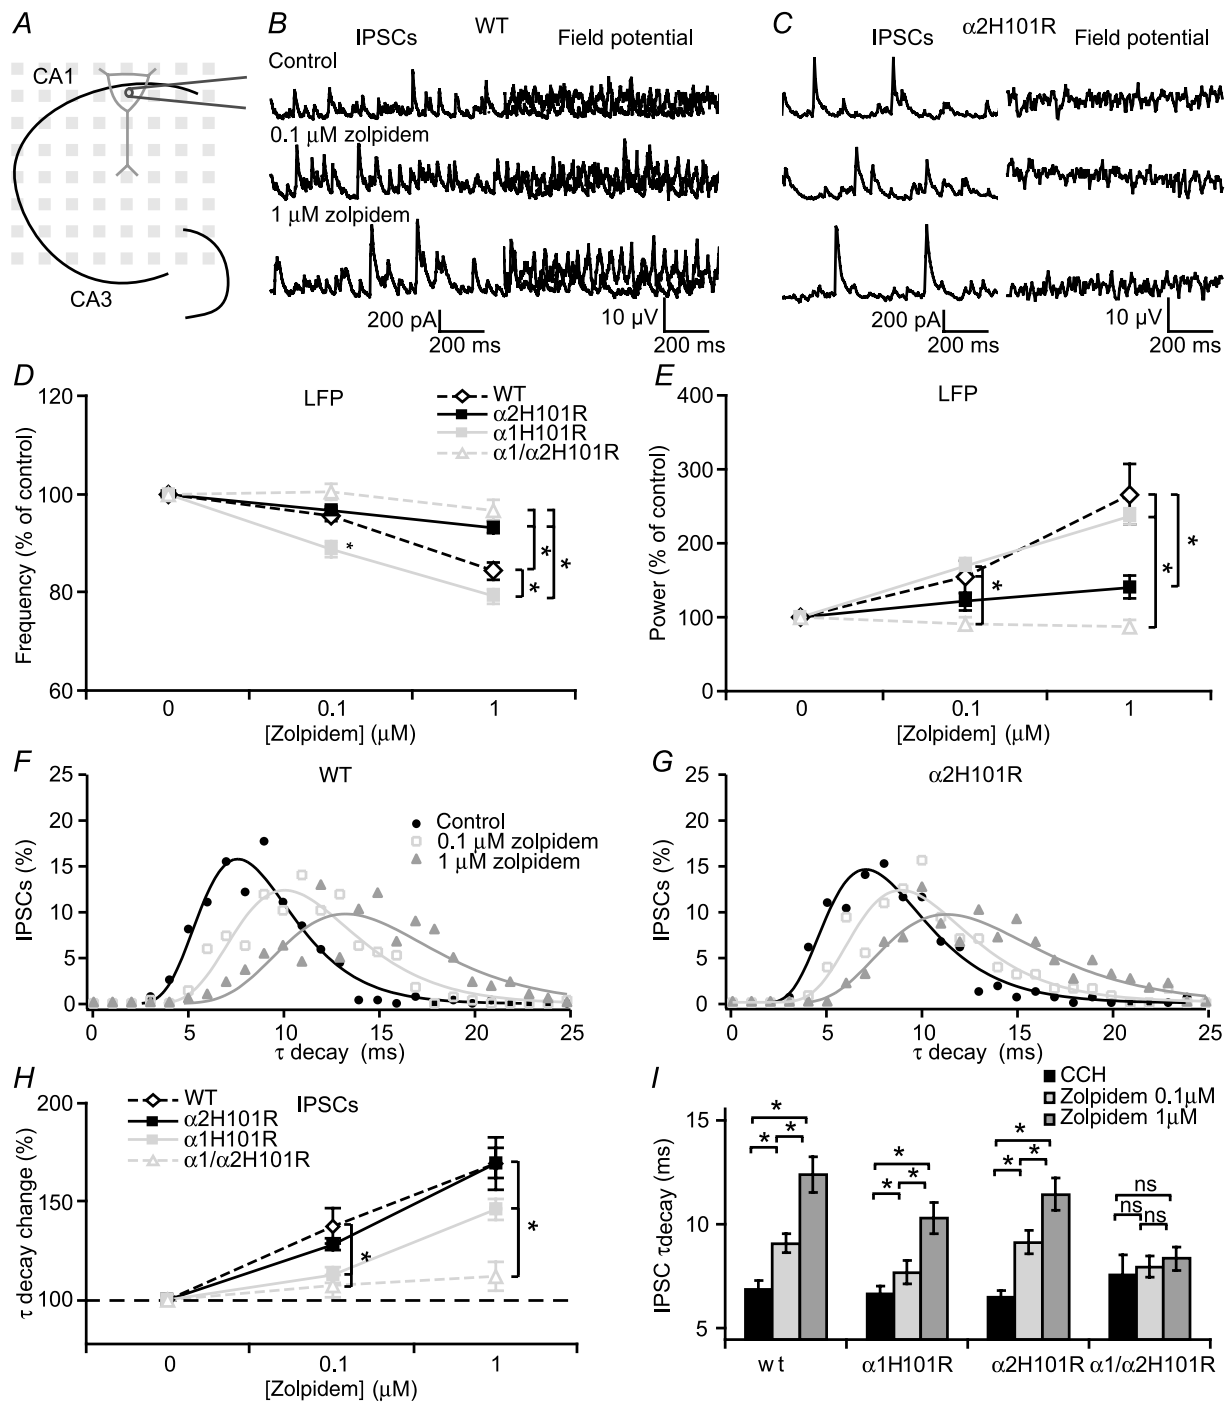 A
CA1
CA3
B
WT
IPSCs
Field potential
Control
0.1 μM zolpidem
1 μM zolpidem
200 pA
200 ms
10 μV
200 ms
C
α2H101R
IPSCs
Field potential
200 pA
200 ms
10 μV
200 ms
D
LFP
WT
α2H101R
α1H101R
α1/α2H101R
Frequency (% of control)
120
100
80
60
*
*
*
*
0
0.1
1
[Zolpidem] (μM)
E
LFP
Power (% of control)
400
300
200
100
0
*
*
*
0
0.1
1
[Zolpidem] (μM)
F
WT
IPSCs (%)
25
20
15
10
5
0
Control
0.1 μM zolpidem
1 μM zolpidem
0
5
10
15
20
25
τ decay (ms)
G
α2H101R
IPSCs (%)
25
20
15
10
5
0
0
5
10
15
20
25
τ decay (ms)
H
IPSCs
WT
α2H101R
α1H101R
α1/α2H101R
τ decay change (%)
200
150
100
*
*
0
0.1
1
[Zolpidem] (μM)
I
CCH
Zolpidem 0.1μM
Zolpidem 1μM
IPSC τdecay (ms)
15
10
5
*
* *
*
* *
*
* *
ns
ns ns
wt
α1H101R
α2H101R
α1/α2H101R